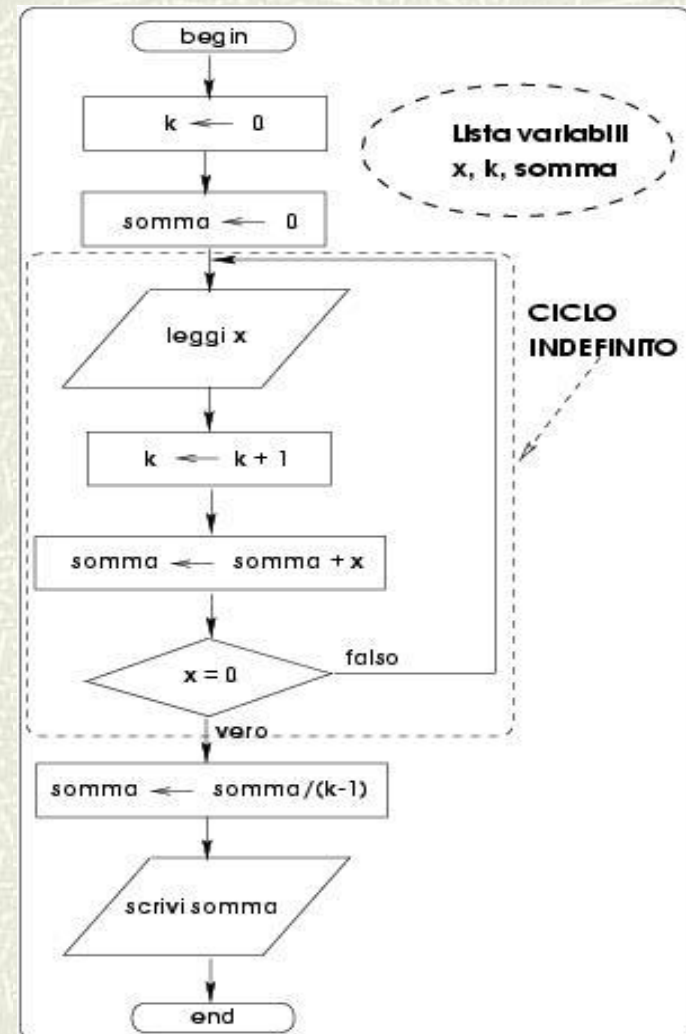 begin
k ← 0
Lista variabili
x, k, somma
somma ← 0
leggi x
CICLO
INDEFINITO
k ← k + 1
somma ← somma + x
x = 0
falso
vero
somma ← somma/(k-1)
scrivi somma
end